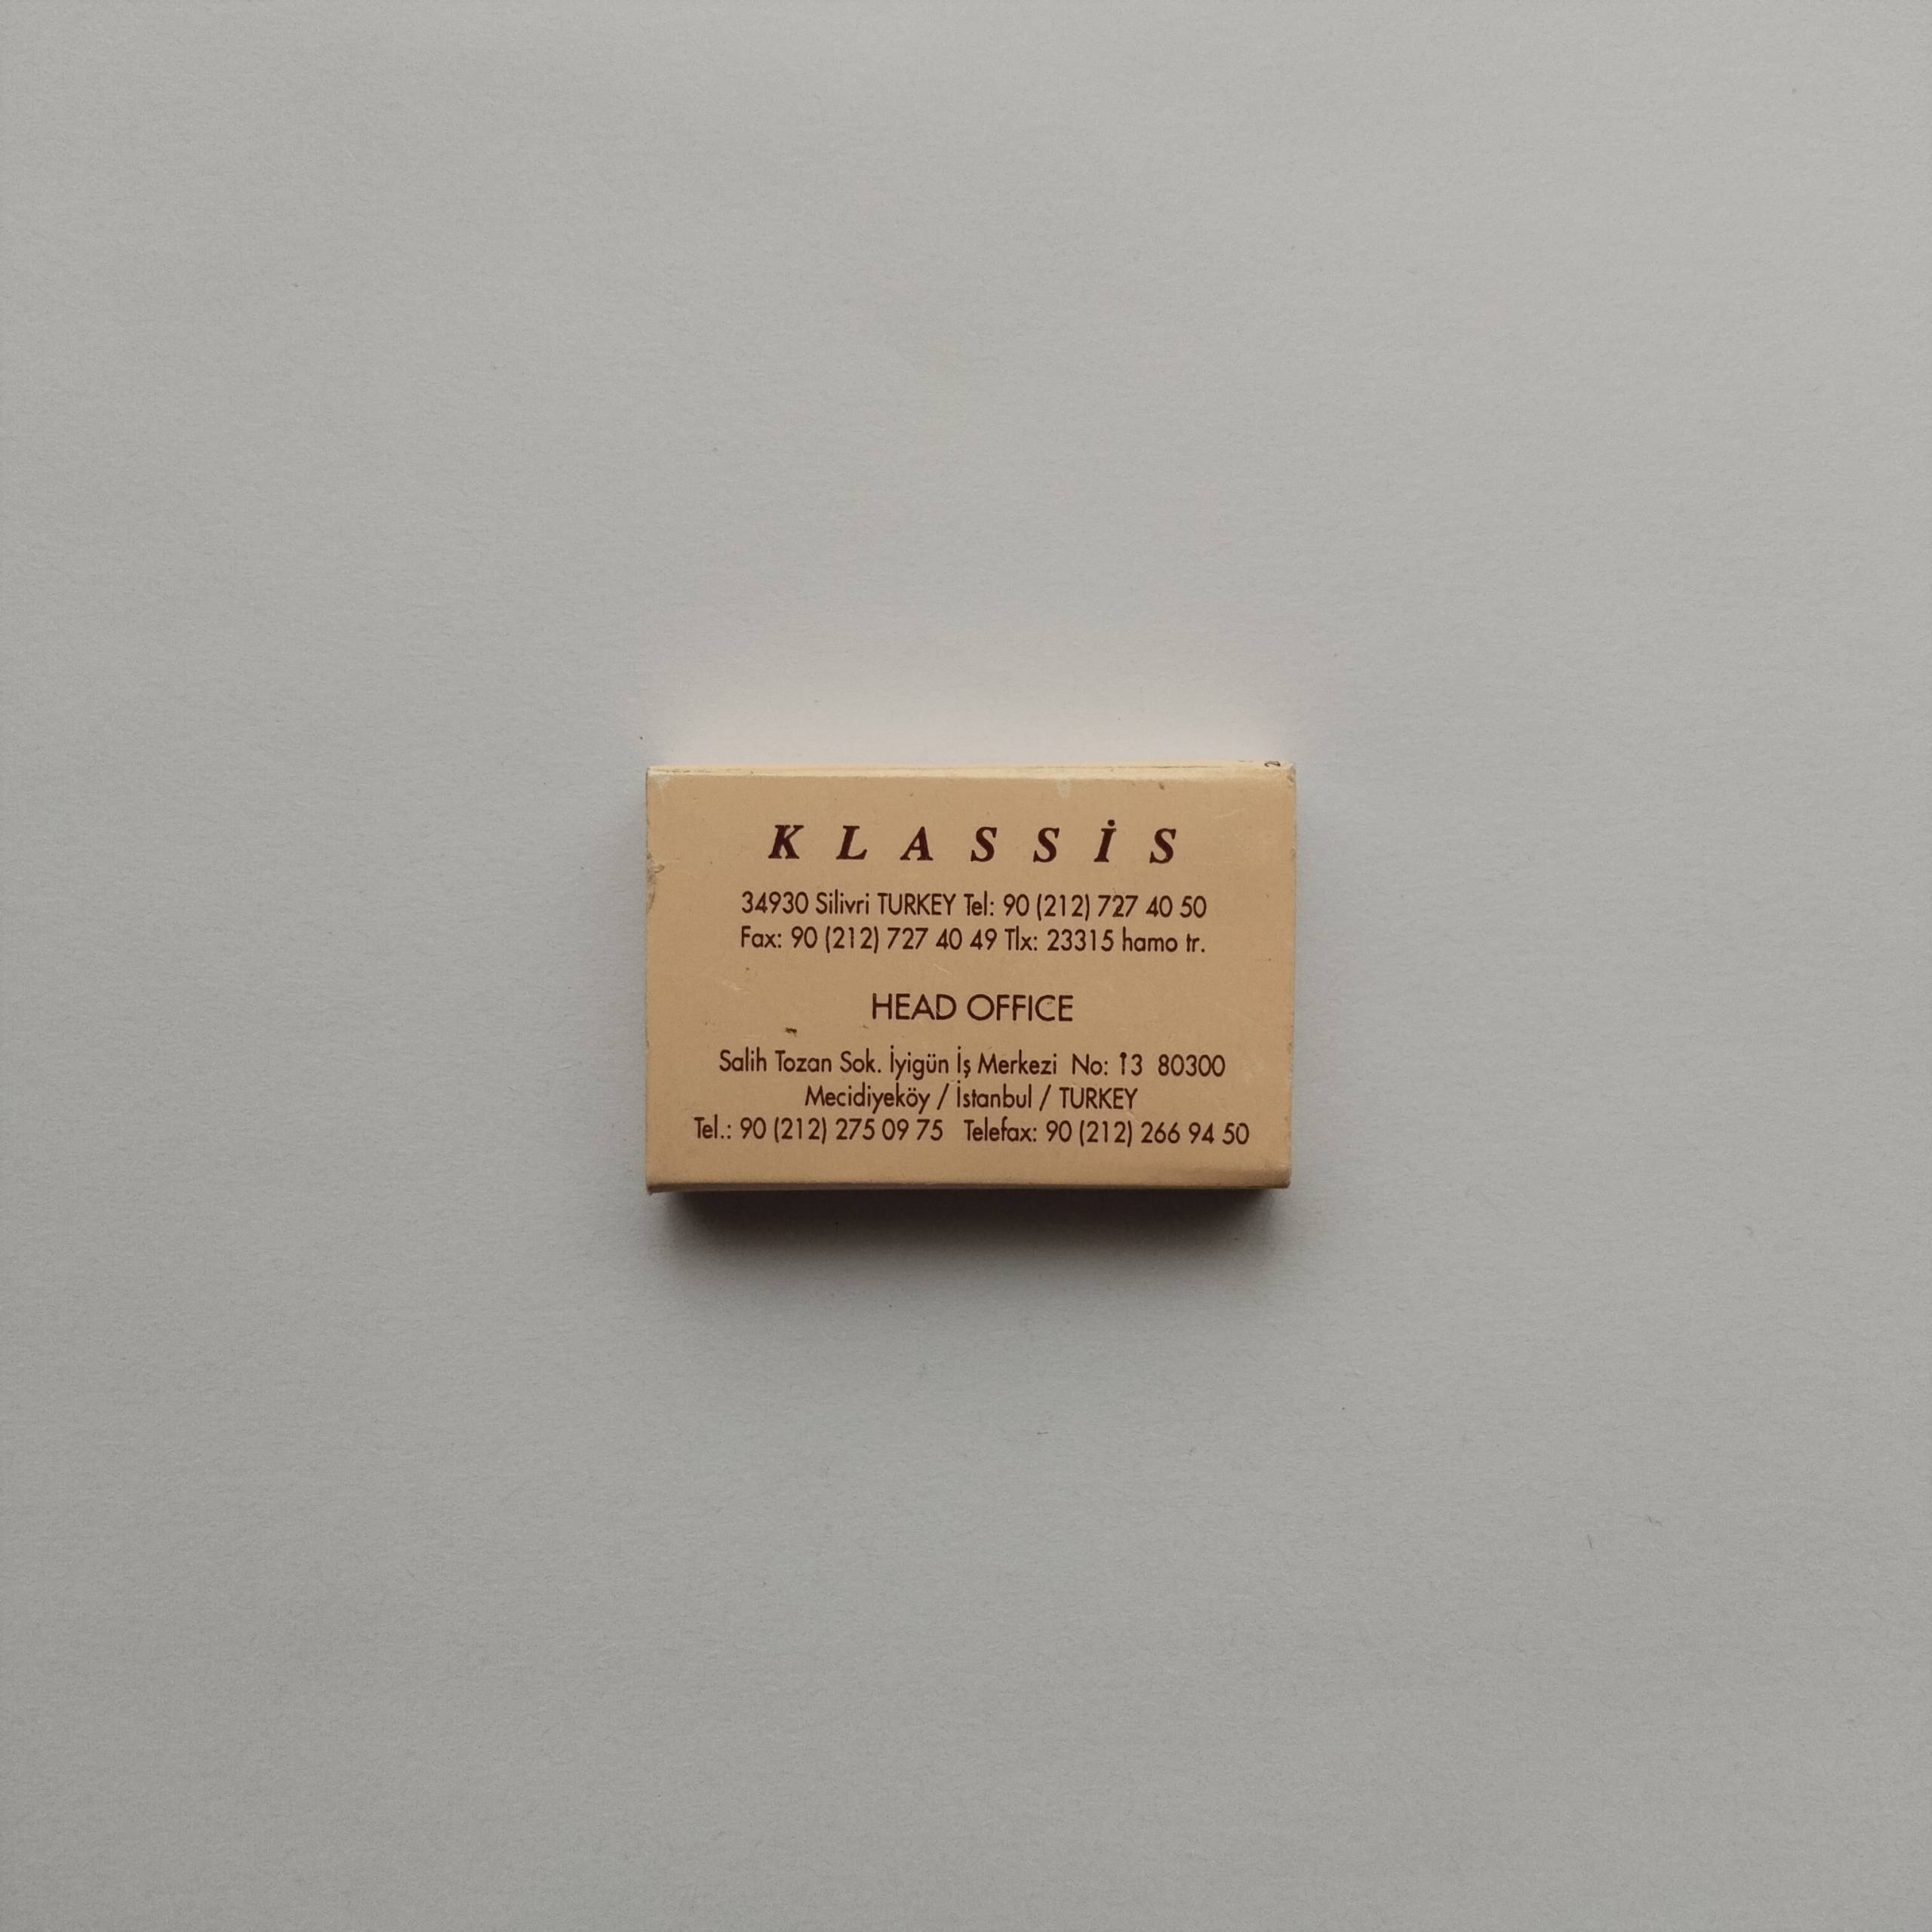 KLASSİS
34930 Silivri TURKEY Tel: 90 (212) 727 40 50
Fax: 90 (212) 727 40 49 Tlx: 23315 hamo tr.
HEAD OFFICE
Salih Tozan Sok. İyigün İş Merkezi No: 13 80300
Mecidiyeköy / İstanbul / TURKEY
Tel.: 90 (212) 275 09 75 Telefax: 90 (212) 266 94 50